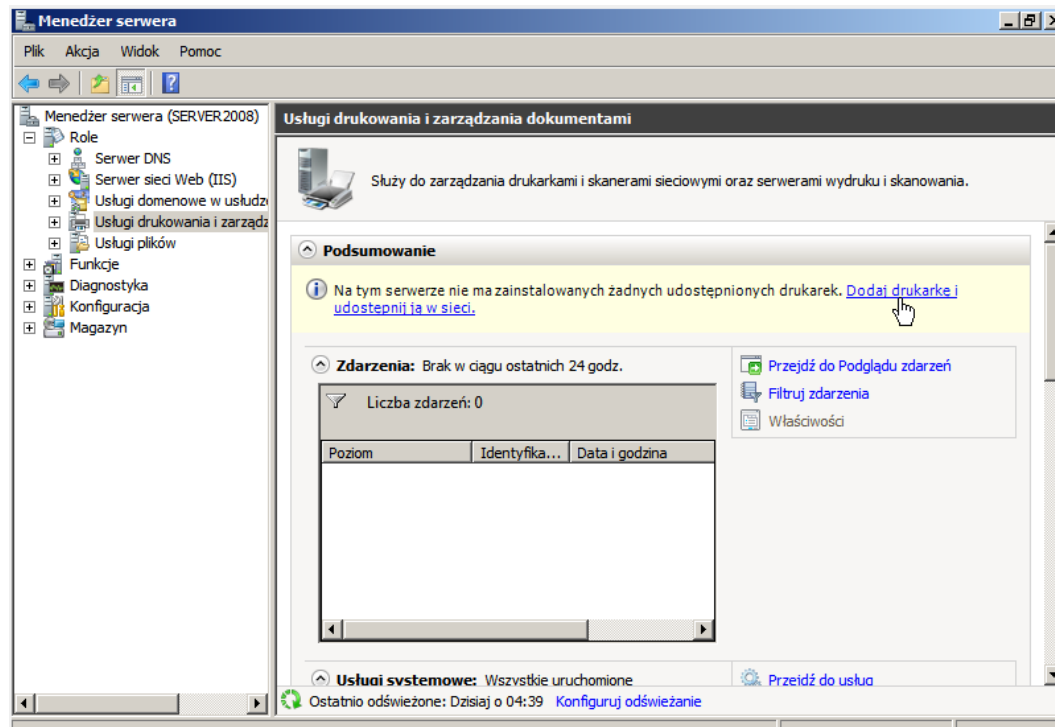 Menedżer serwera
Plik Akcja Widok Pomoc
Menedżer serwera (SERVER2008)
Role
Serwer DNS
Serwer sieci Web (IIS)
Usługi domenowe w usłudz
Usługi drukowania i zarządz
Usługi plików
Funkcje
Diagnostyka
Konfiguracja
Magazyn
Usługi drukowania i zarządzania dokumentami
Służy do zarządzania drukarkami i skanerami sieciowymi oraz serwerami wydruku i skanowania.
Podsumowanie
Na tym serwerze nie ma zainstalowanych żadnych udostępnionych drukarek. Dodaj drukarkę i
udostępnij ją w sieci.
Zdarzenia: Brak w ciągu ostatnich 24 godz.
Liczba zdarzeń: 0
Poziom Identyfika... Data i godzina
Przejdź do Podglądu zdarzeń
Filtruj zdarzenia
Właściwości
Usługi systemowe: Wszystkie uruchomione
Przejdź do usług
Ostatnio odświeżone: Dzisiaj o 04:39 Konfiguruj odświeżanie